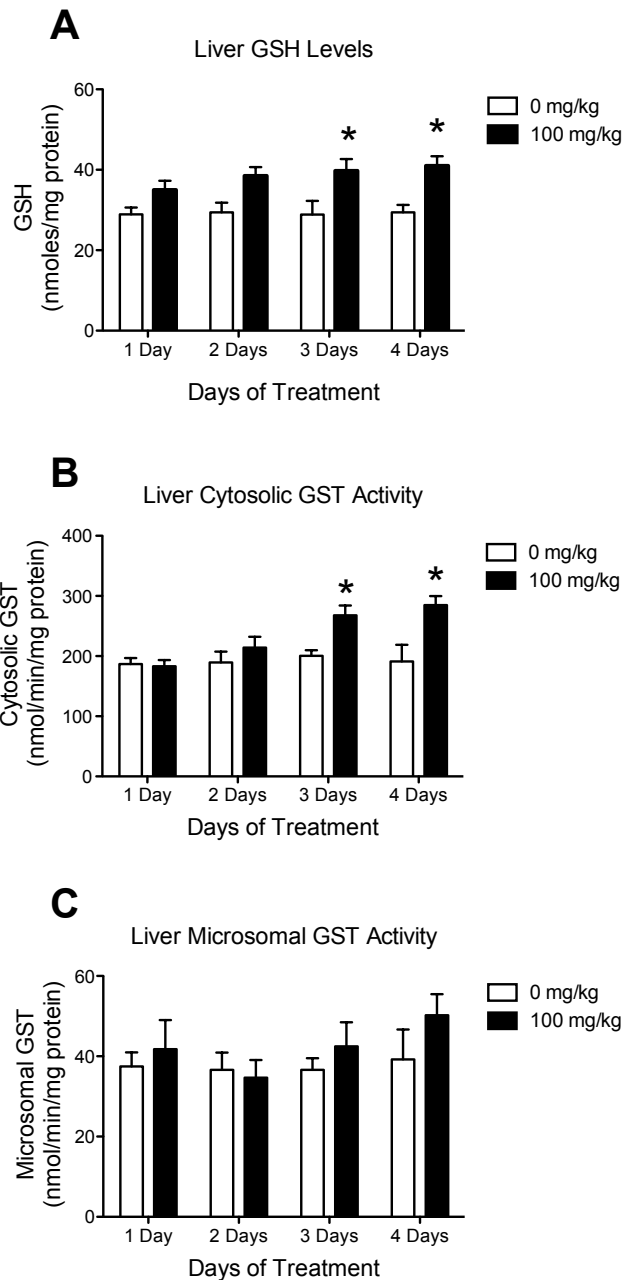 A
Liver GSH Levels
60
40
20
0
GSH
(nmoles/mg protein)
0 mg/kg
100 mg/kg
*
*
1 Day
2 Days
3 Days
4 Days
Days of Treatment
B
Liver Cytosolic GST Activity
400
300
200
100
0
Cytosolic GST
(nmol/min/mg protein)
0 mg/kg
100 mg/kg
*
*
1 Day
2 Days
3 Days
4 Days
Days of Treatment
C
Liver Microsomal GST Activity
60
40
20
0
Microsomal GST
(nmol/min/mg protein)
0 mg/kg
100 mg/kg
1 Day
2 Days
3 Days
4 Days
Days of Treatment